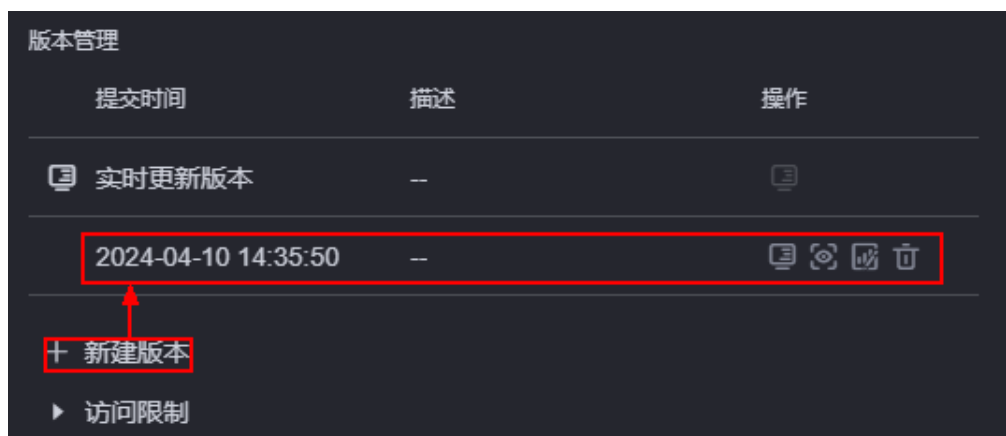 版本管理
提交时间 描述 操作
实时更新版本 --
2024-04-10 14:35:50 --
新建版本
访问限制